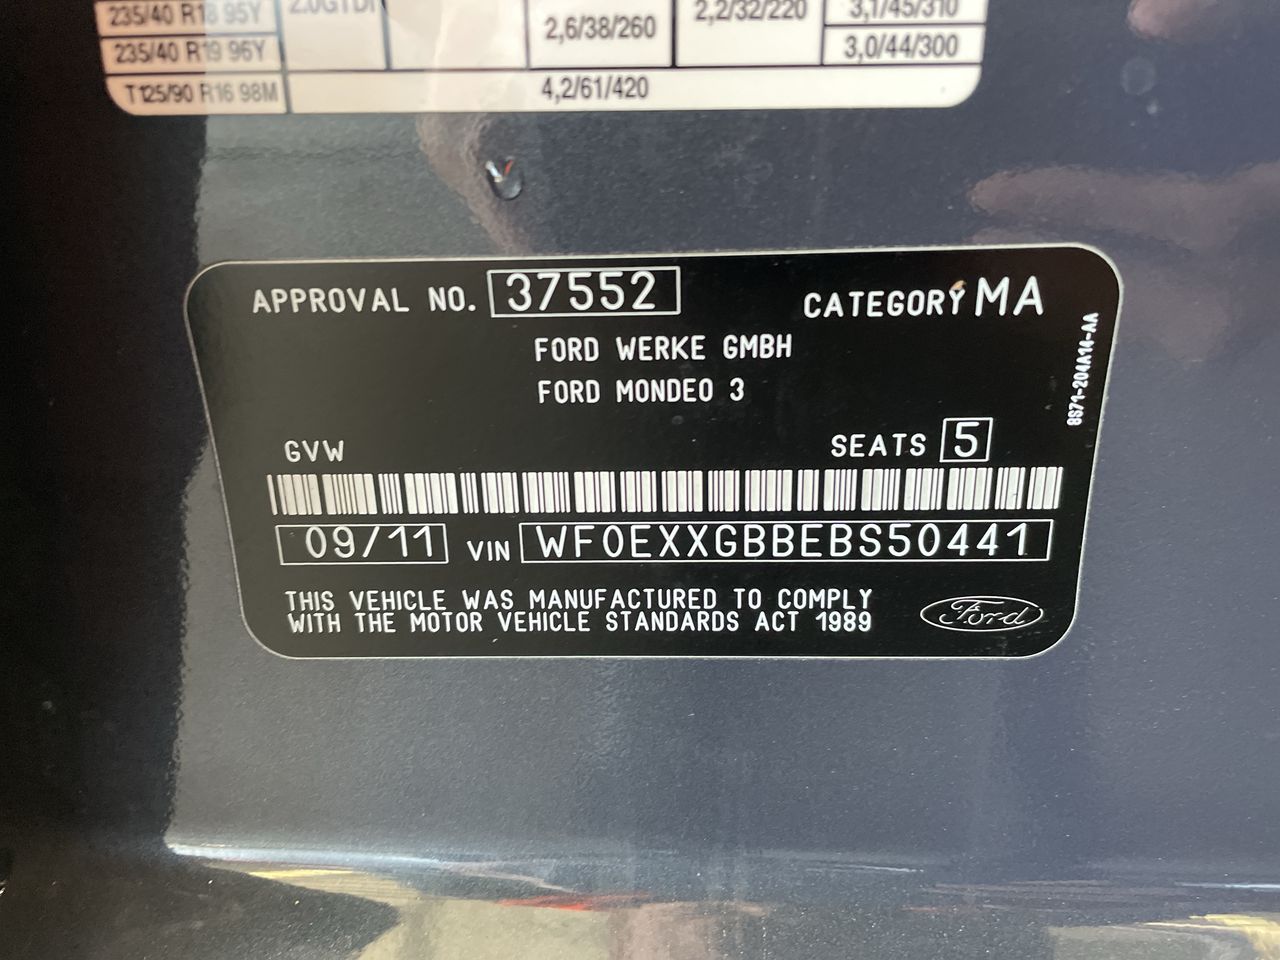 235/40 R18 95Y
2.0GTDI
2,2/32/220
3,1/45/310
2,6/38/260
235/40 R19 96Y
3,0/44/300
T125/90 R16 98M
4,2/61/420
APPROVAL NO. 37552
CATEGORY MA
FORD WERKE GMBH
FORD MONDEO 3
8S71-204A14-AA
GVW
SEATS 5
09/11 VIN WF0EXXGBBEBS50441
THIS VEHICLE WAS MANUFACTURED TO COMPLY
WITH THE MOTOR VEHICLE STANDARDS ACT 1989
Ford